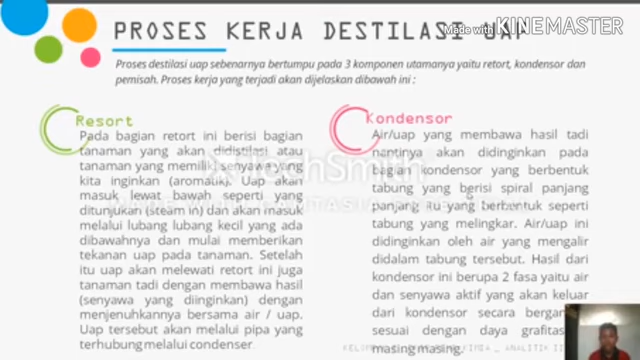 PROSES KERJA DESTILASI UAP
Made with KINEMASTER
Proses destilasi uap sebenarnya bertumpu pada 3 komponen utamanya yaitu retort, kondensor dan
pemisah. Proses kerja yang terjadi akan dijelaskan dibawah ini :
Resort
Pada bagian retort ini berisi bagian
tanaman yang akan didistilasi atau
tanaman yang memiliki senyawa yang
kita inginkan (aromatik). Uap akan
masuk lewat bawah seperti yang
ditunjukan (steam in) dan akan masuk
melalui lubang lubang kecil yang ada
dibawahnya dan mulai memberikan
tekanan uap pada tanaman. Setelah
itu uap akan melewati retort ini juga
tanaman tadi dengan membawa hasil
(senyawa yang diinginkan) dengan
menjenuhkannya bersama air / uap.
Uap tersebut akan melalui pipa yang
terhubung melalui condenser
Kondensor
Air/uap yang membawa hasil tadi
nantinya akan didinginkan pada
bagian kondensor yang berbentuk
tabung yang berisi spiral panjang
panjang itu yang berbentuk seperti
tabung yang melingkar. Air/uap ini
didinginkan oleh air yang mengalir
didalam tabung tersebut. Hasil dari
kondensor ini berupa 2 fasa yaitu air
dan senyawa aktif yang akan keluar
dari kondensor secara
sesuai dengan daya
masing masing
TechSmith
KIMIA _ ANALITIK II